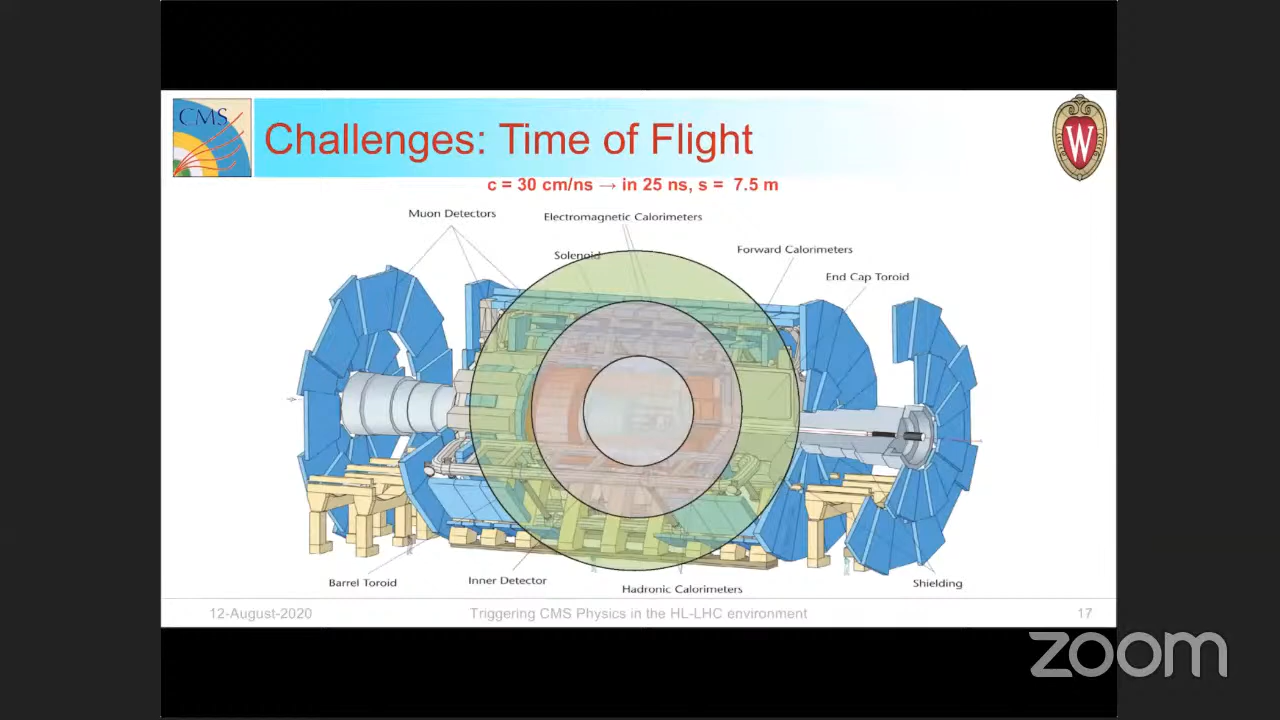 CMS
Challenges: Time of Flight
W
c = 30 cm/ns → in 25 ns, s = 7.5 m
Muon Detectors
Electromagnetic Calorimeters
Solenoid
Forward Calorimeters
End Cap Toroid
Barrel Toroid
Inner Detector
Hadronic Calorimeters
Shielding
12-August-2020
Triggering CMS Physics in the HL-LHC environment
17
zoom